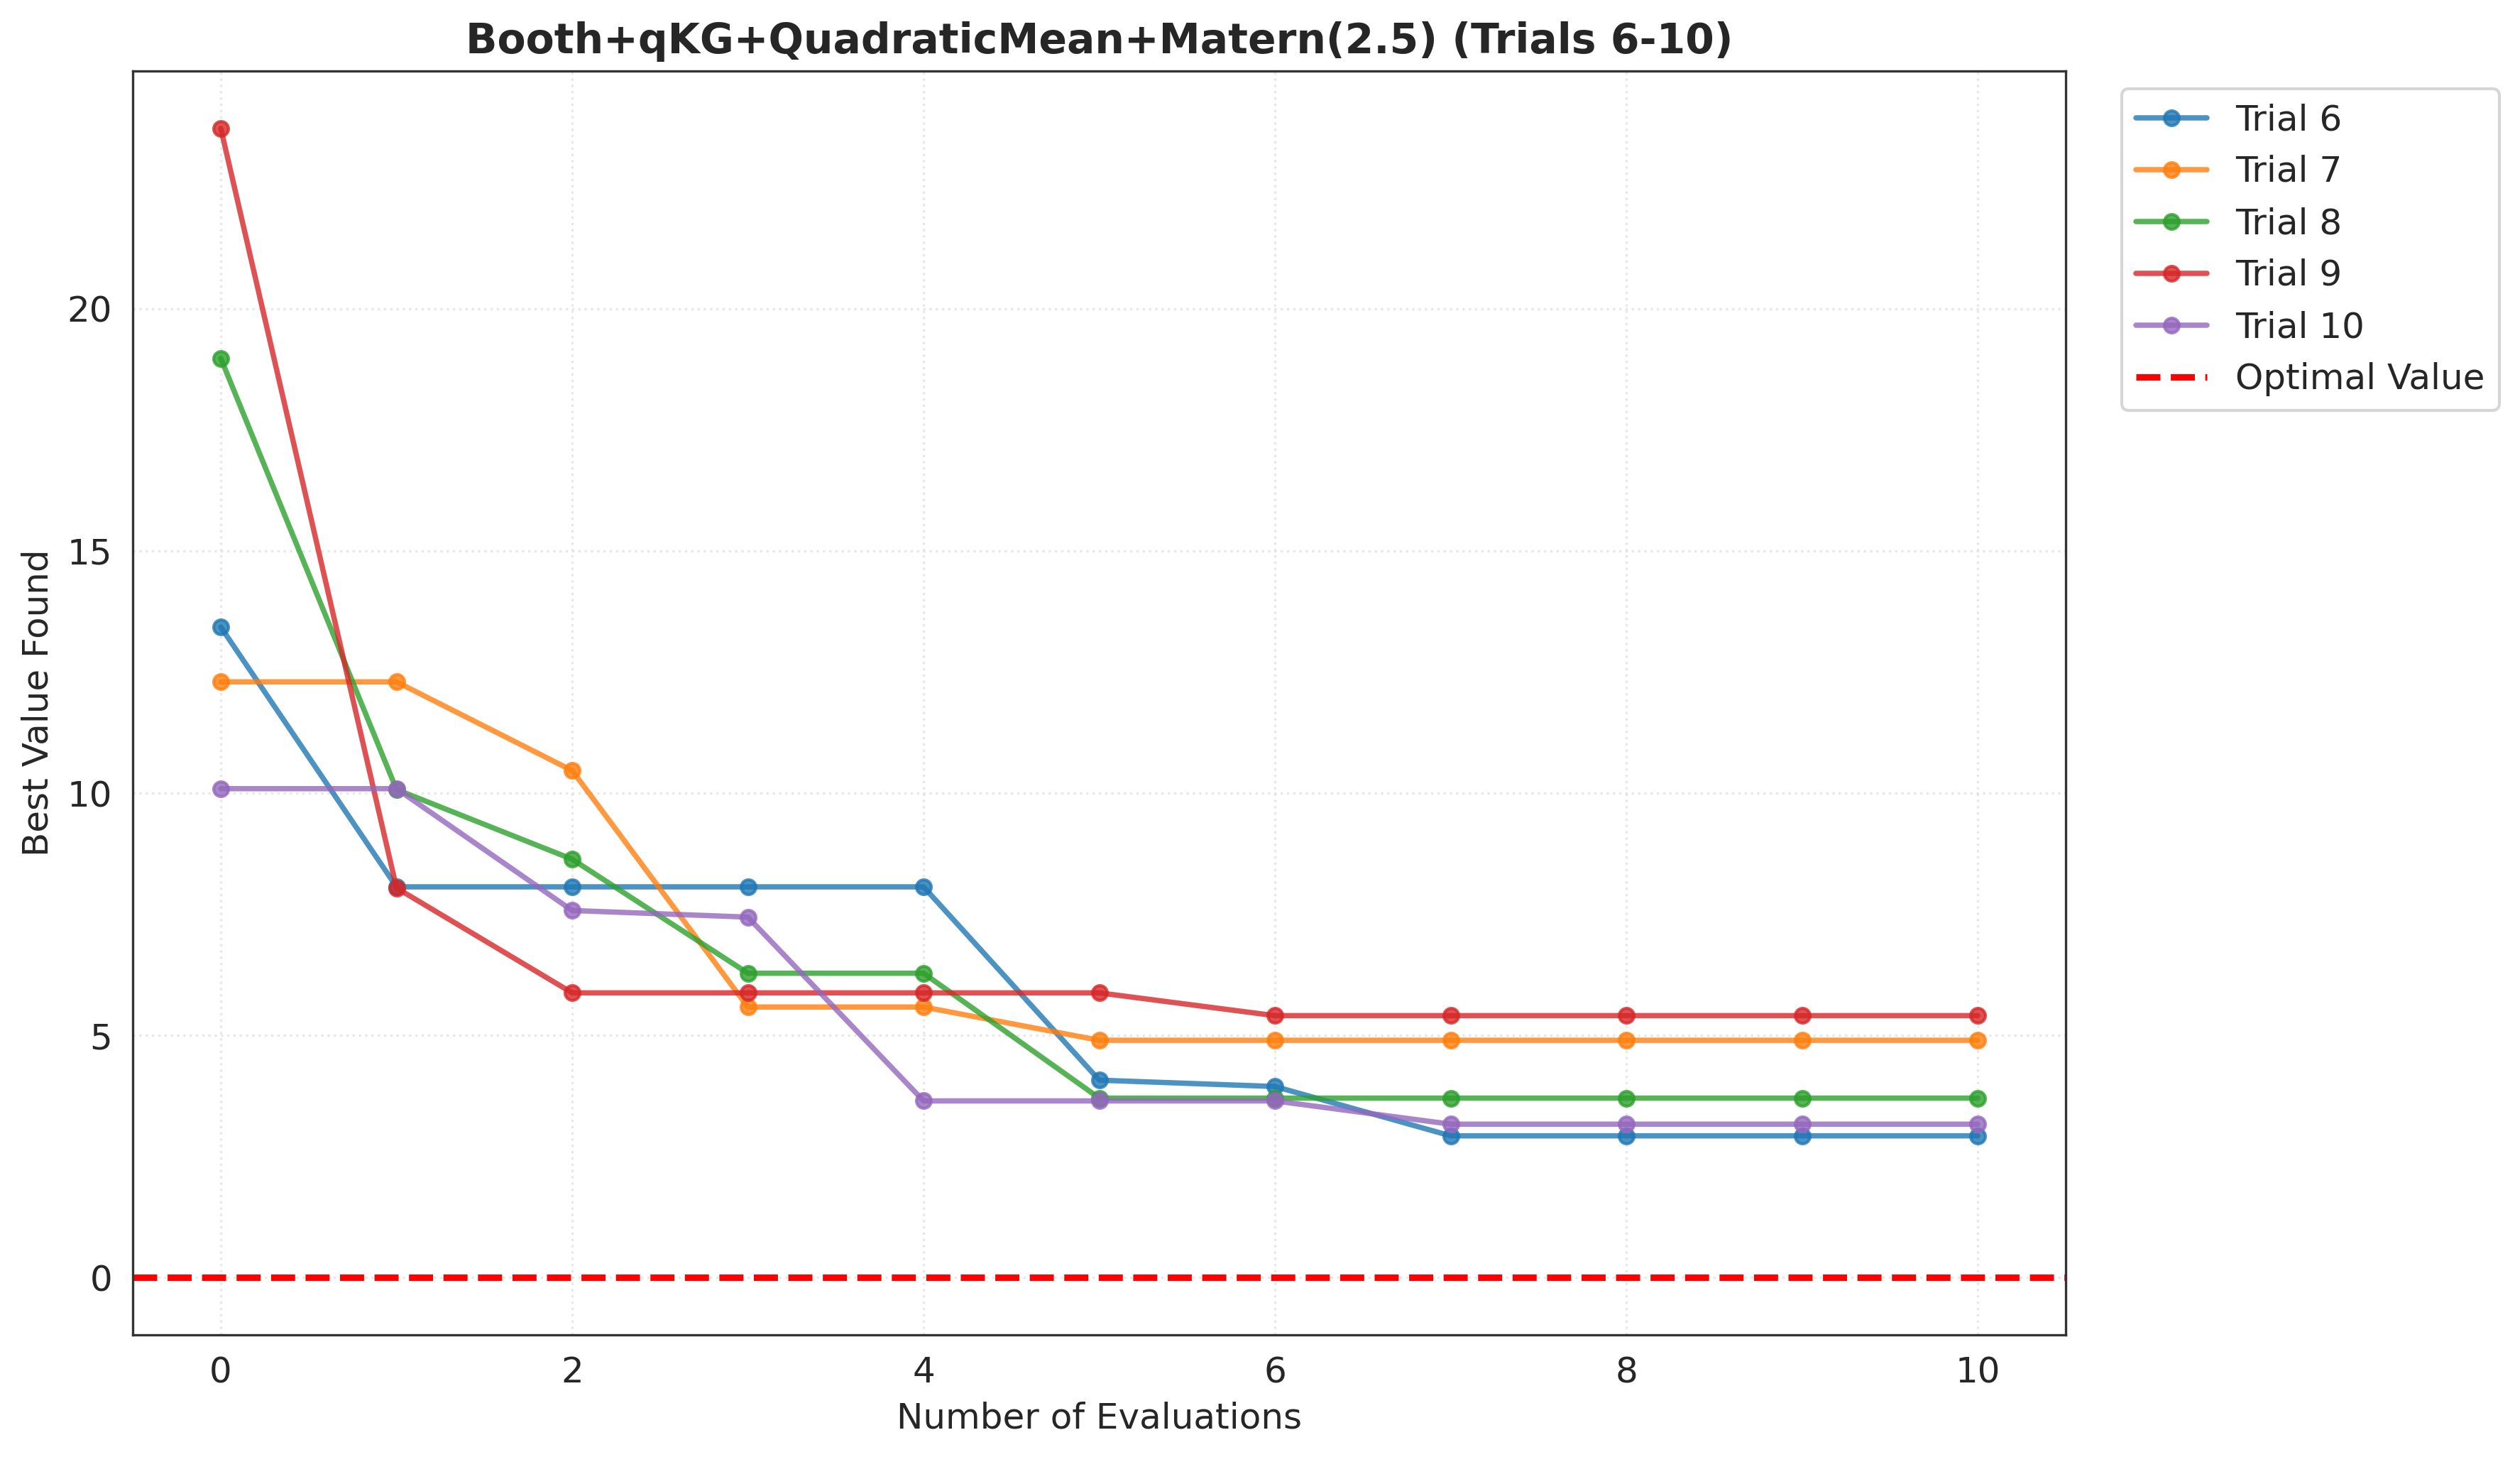 Booth+qKG+QuadraticMean+Matern(2.5) (Trials 6-10)
Best Value Found
20
15
10
5
0
0 2 4 6 8 10
Number of Evaluations
Trial 6
Trial 7
Trial 8
Trial 9
Trial 10
Optimal Value